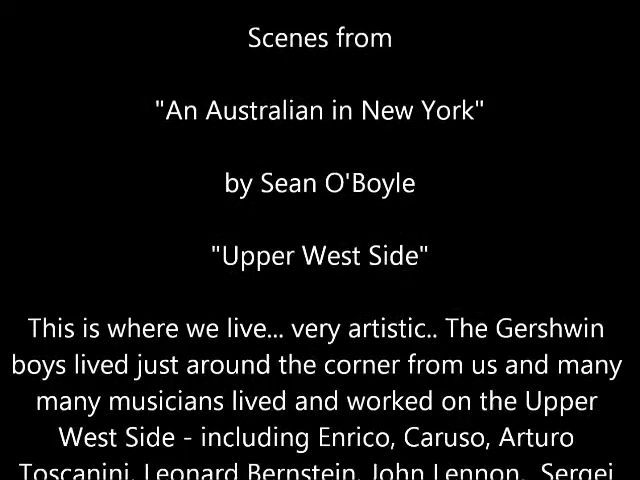 Scenes from
"An Australian in New York"
by Sean O'Boyle
"Upper West Side"
This is where we live... very artistic.. The Gershwin
boys lived just around the corner from us and many
many musicians lived and worked on the Upper
West Side - including Enrico, Caruso, Arturo
Toscanini, Leonard Bernstein, John Lennon,  Sergei